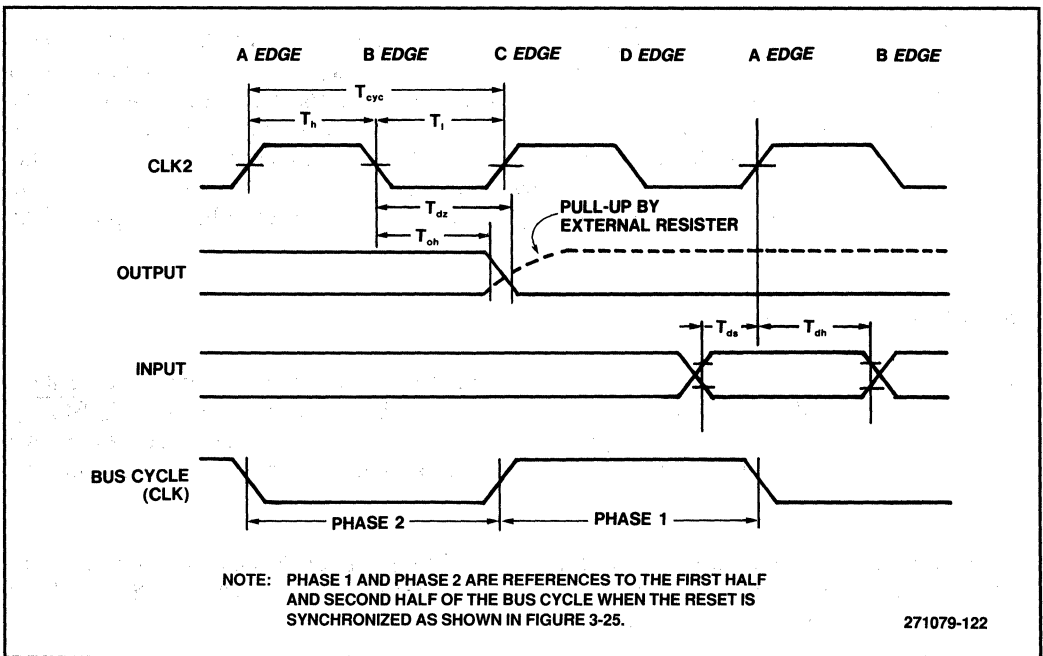 A EDGE B EDGE C EDGE D EDGE A EDGE B EDGE
Tcyc
Th Tl
CLK2
Tdz
PULL-UP BY
EXTERNAL RESISTER
Toh
OUTPUT
Tds Tdh
INPUT
BUS CYCLE
(CLK)
PHASE 2 PHASE 1
NOTE: PHASE 1 AND PHASE 2 ARE REFERENCES TO THE FIRST HALF
AND SECOND HALF OF THE BUS CYCLE WHEN THE RESET IS
SYNCHRONIZED AS SHOWN IN FIGURE 3-25.
271079-122